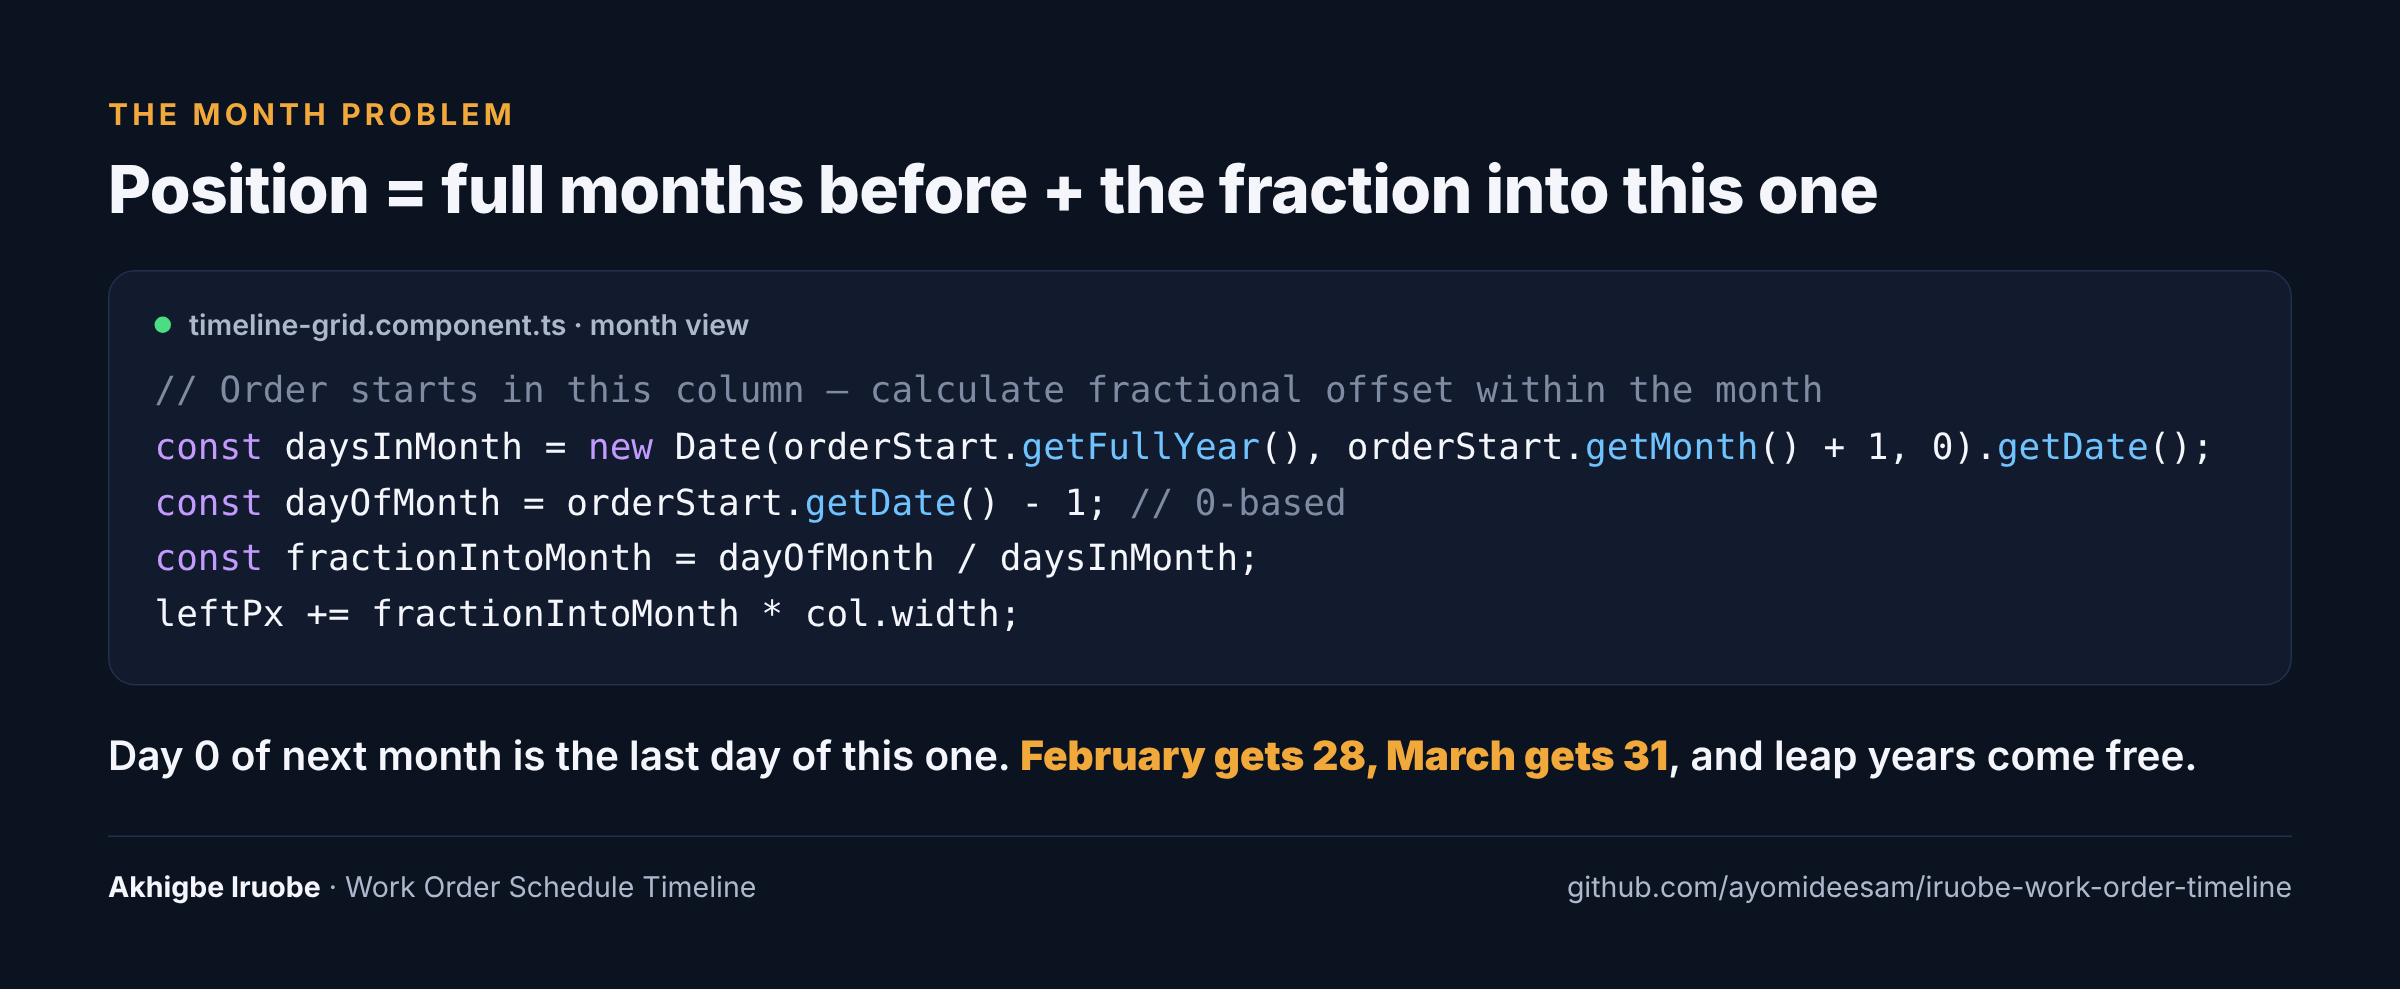 THE MONTH PROBLEM
Position = full months before + the fraction into this one
timeline-grid.component.ts · month view
// Order starts in this column — calculate fractional offset within the month
const daysInMonth = new Date(orderStart.getFullYear(), orderStart.getMonth() + 1, 0).getDate();
const dayOfMonth = orderStart.getDate() - 1; // 0-based
const fractionIntoMonth = dayOfMonth / daysInMonth;
leftPx += fractionIntoMonth * col.width;
Day 0 of next month is the last day of this one. February gets 28, March gets 31, and leap years come free.
Akhigbe Iruobe · Work Order Schedule Timeline
github.com/ayomideesam/iruobe-work-order-timeline